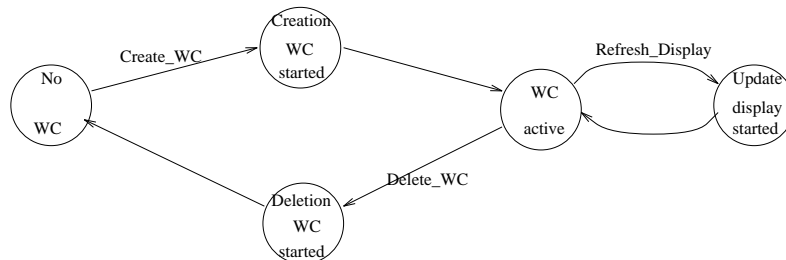 Creation
WC
started
Create_WC
No
WC
Refresh_Display
WC
active
Update
display
started
Delete_WC
Deletion
WC
started